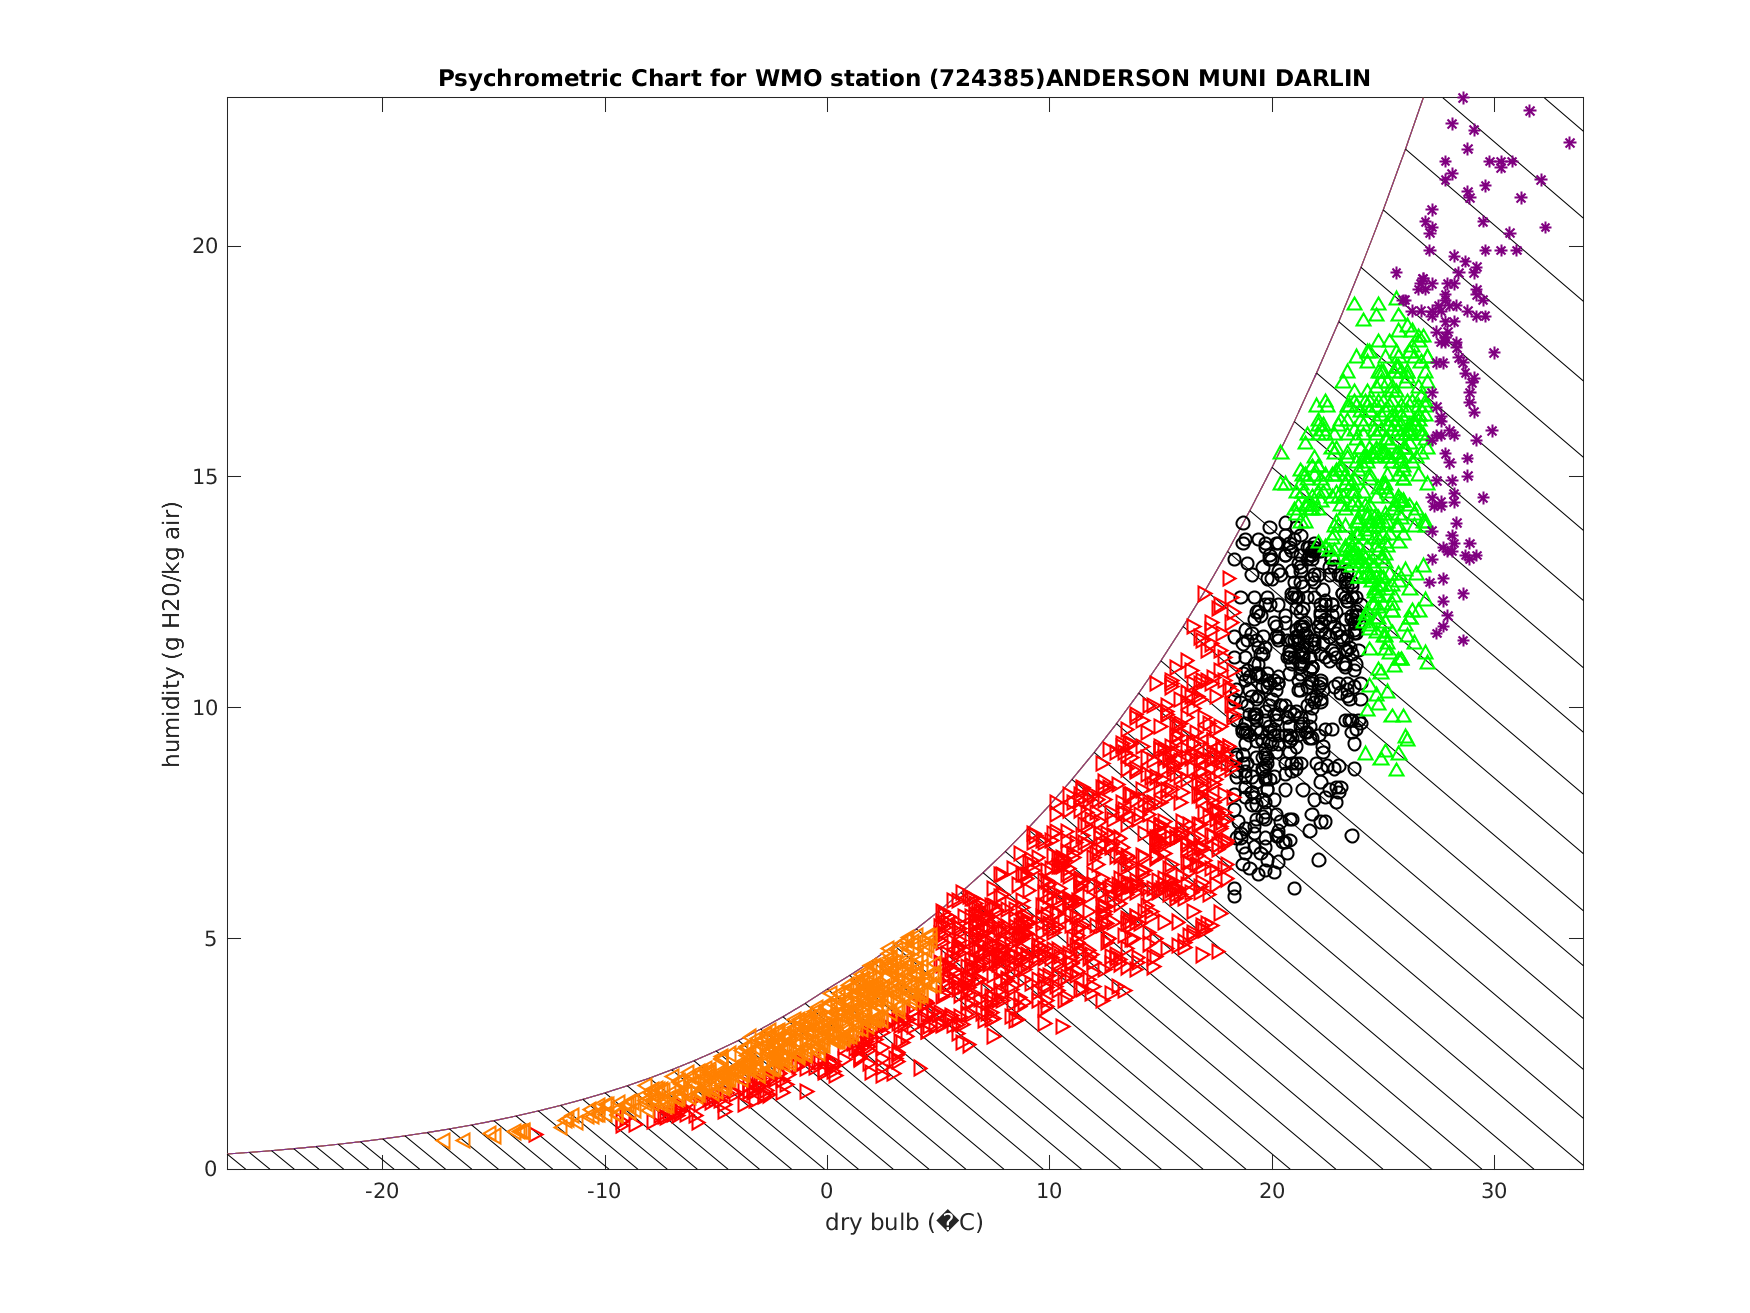 Psychrometric Chart for WMO station (724385)ANDERSON MUNI DARLIN
humidity (g H20/kg air)
20
15
10
5
0
-20 -10 0 10 20 30
dry bulb (�C)